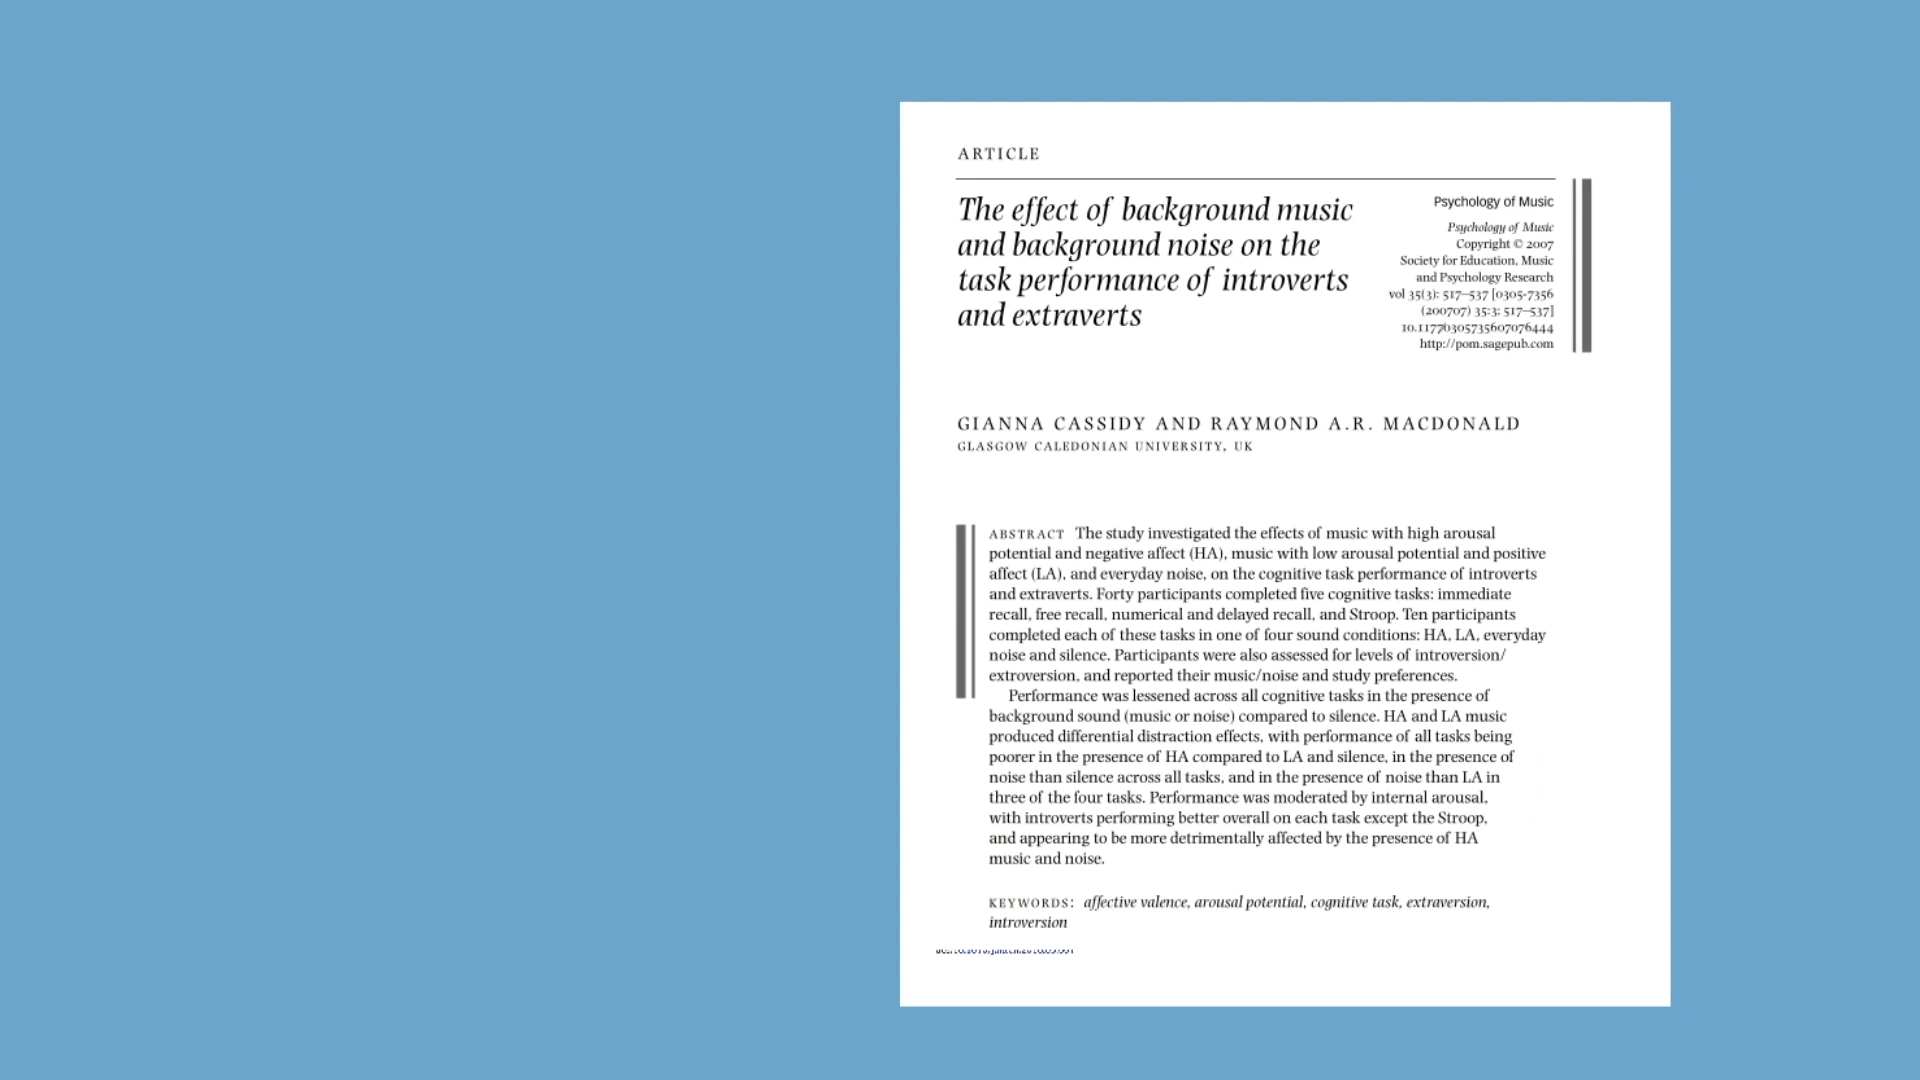 ARTICLE
The effect of background music
and background noise on the
task performance of introverts
and extraverts
Psychology of Music
Psychology of Music
Copyright © 2007
Society for Education, Music
and Psychology Research
vol 35(3): 517–537 [0305-7356
(200707) 35:3; 517–537]
10.1177/0305735607076444
http://pom.sagepub.com
GIANNA CASSIDY AND RAYMOND A.R. MACDONALD
GLASGOW CALEDONIAN UNIVERSITY, UK
ABSTRACT The study investigated the effects of music with high arousal
potential and negative affect (HA), music with low arousal potential and positive
affect (LA), and everyday noise, on the cognitive task performance of introverts
and extraverts. Forty participants completed five cognitive tasks: immediate
recall, free recall, numerical and delayed recall, and Stroop. Ten participants
completed each of these tasks in one of four sound conditions: HA, LA, everyday
noise and silence. Participants were also assessed for levels of introversion/
extroversion, and reported their music/noise and study preferences.
Performance was lessened across all cognitive tasks in the presence of
background sound (music or noise) compared to silence. HA and LA music
produced differential distraction effects, with performance of all tasks being
poorer in the presence of HA compared to LA and silence, in the presence of
noise than silence across all tasks, and in the presence of noise than LA in
three of the four tasks. Performance was moderated by internal arousal,
with introverts performing better overall on each task except the Stroop,
and appearing to be more detrimentally affected by the presence of HA
music and noise.
KEYWORDS: affective valence, arousal potential, cognitive task, extraversion,
introversion